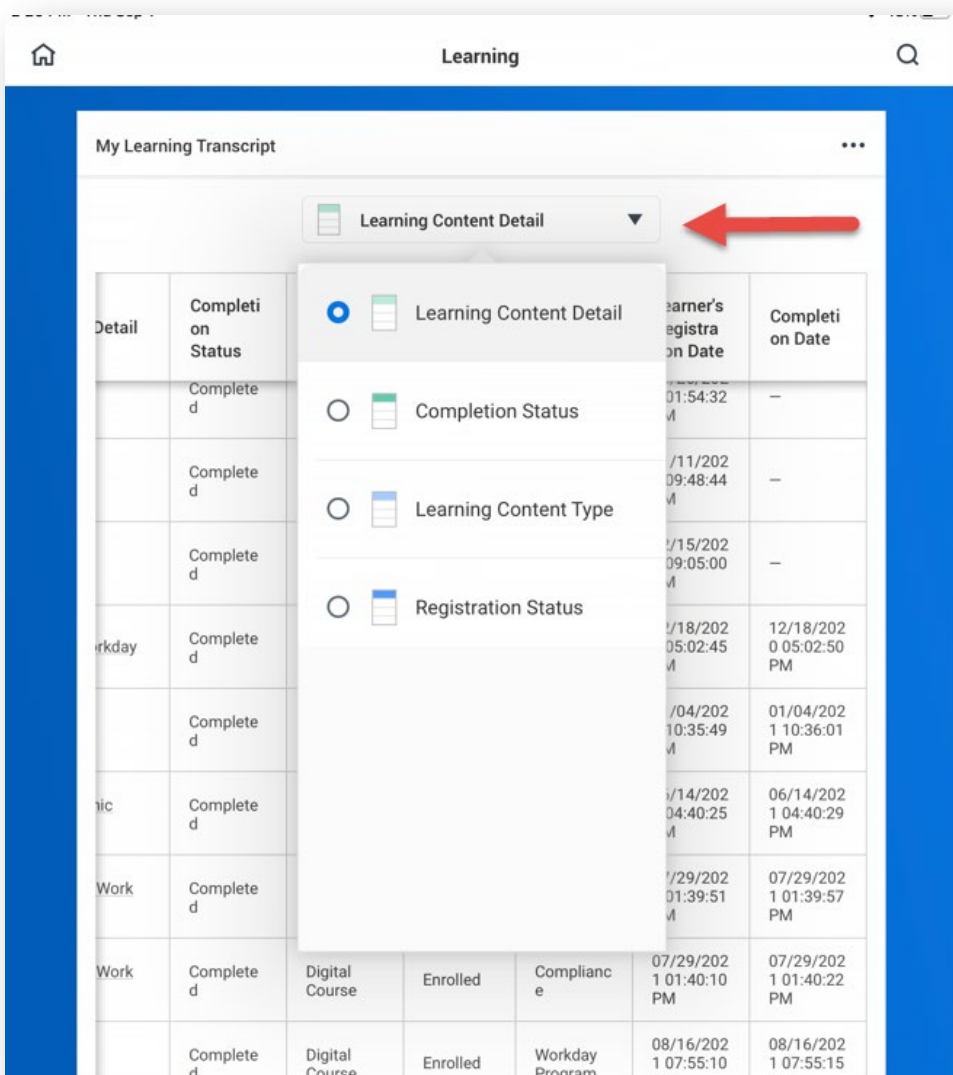 Learning
My Learning Transcript
Learning Content Detail
Detail
Completi
on
Status
Completi
on Date
Learning Content Detail
Completion Status
Learning Content Type
Registration Status
Complete
d
01:54:32
–
Complete
d
/11/202
09:48:44
–
Complete
d
/15/202
09:05:00
–
Complete
d
/18/202
05:02:45
12/18/202
0 05:02:50
PM
Complete
d
/04/202
10:35:49
01/04/202
1 10:36:01
PM
Complete
d
/14/202
04:40:25
06/14/202
1 04:40:29
PM
Work
Complete
d
/29/202
01:39:51
07/29/202
1 01:39:57
PM
Work
Complete
d
Digital
Course
Enrolled
Complianc
e
07/29/202
1 01:40:10
PM
07/29/202
1 01:40:22
PM
Complete
d
Digital
Course
Enrolled
Workday
Program
08/16/202
1 07:55:10
08/16/202
1 07:55:15